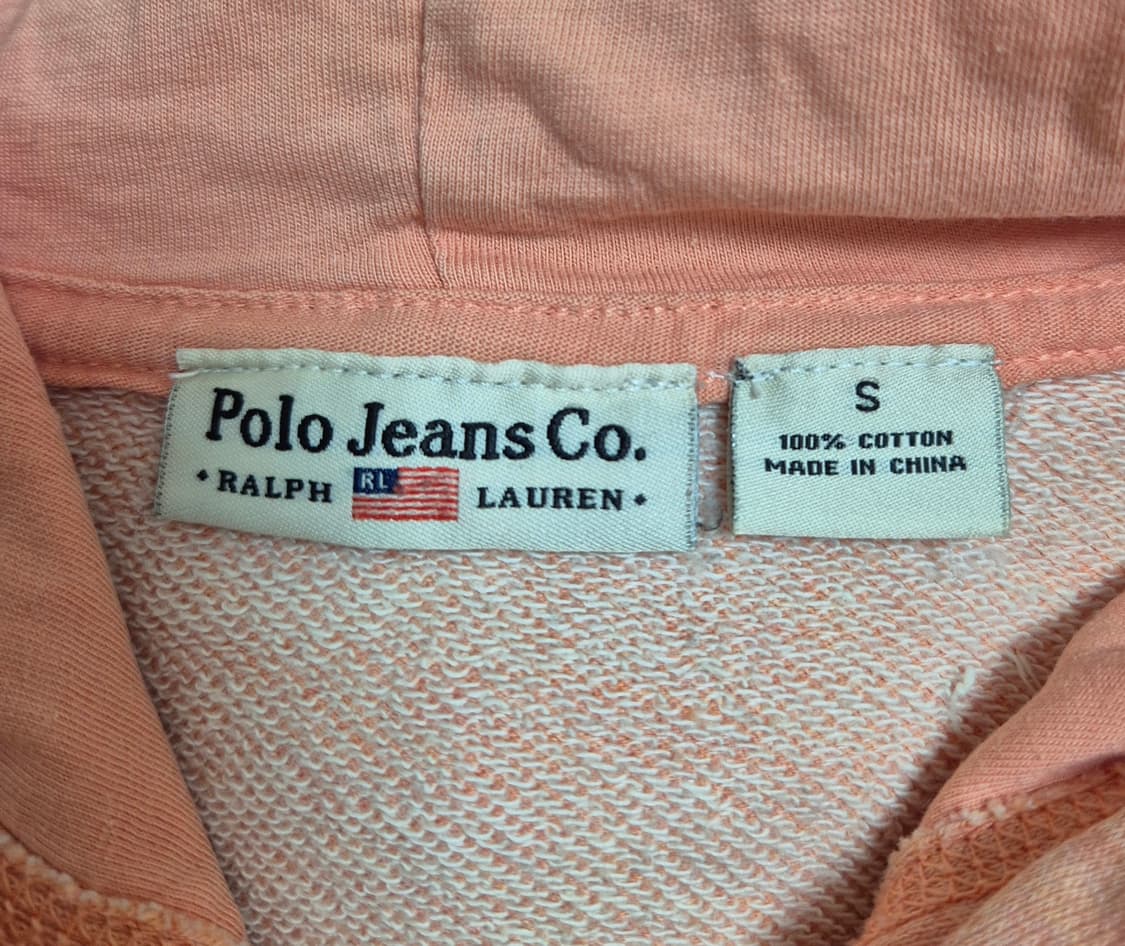 Polo Jeans Co.
RALPH RL LAUREN
S
100% COTTON
MADE IN CHINA